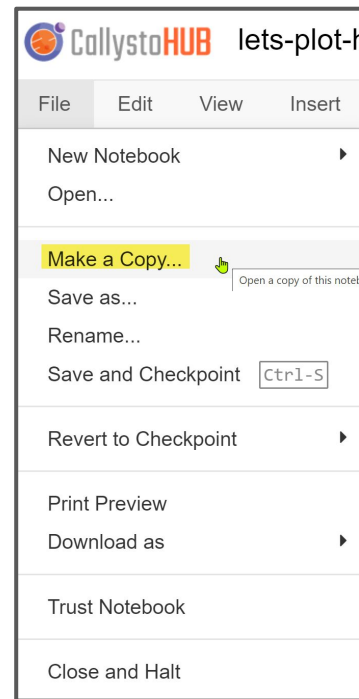 CallystoHUB lets-plot-
File Edit View Insert
New Notebook
Open...
Make a Copy...
Open a copy of this
Save as...
Rename...
Save and Checkpoint Ctrl-S
Revert to Checkpoint
Print Preview
Download as
Trust Notebook
Close and Halt